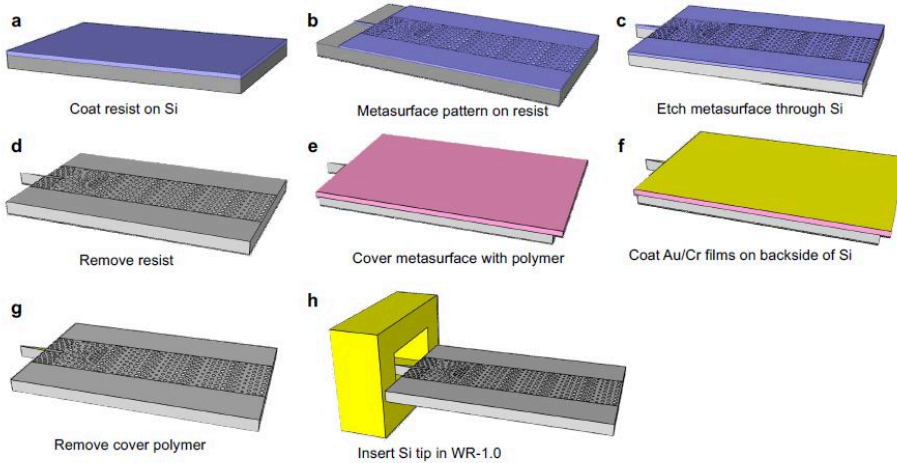 a
Coat resist on Si
b
Metasurface pattern on resist
c
Etch metasurface through Si
d
Remove resist
e
Cover metasurface with polymer
f
Coat Au/Cr films on backside of Si
g
Remove cover polymer
h
Insert Si tip in WR-1.0